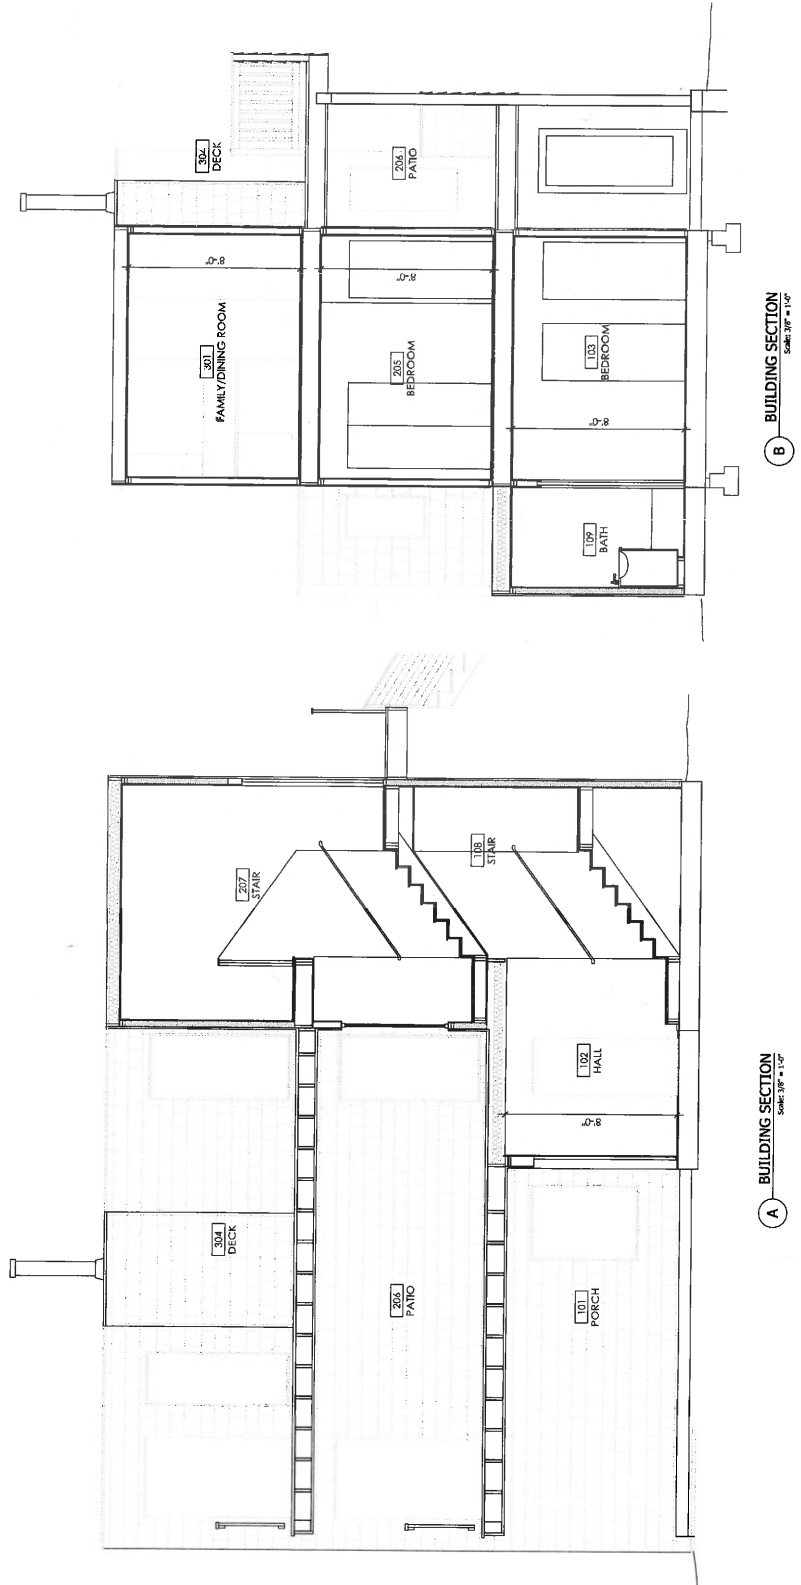 207
STAIR
108
STAIR
304
DECK
206
PATIO
102
HALL
101
PORCH
8'-0"
A
BUILDING SECTION
Scale: 3/8" = 1'-0"
304
DECK
206
PATIO
301
FAMILY/DINING ROOM
8'-0"
205
BEDROOM
8'-0"
103
BEDROOM
8'-0"
109
BATH
B
BUILDING SECTION
Scale: 3/8" = 1'-0"